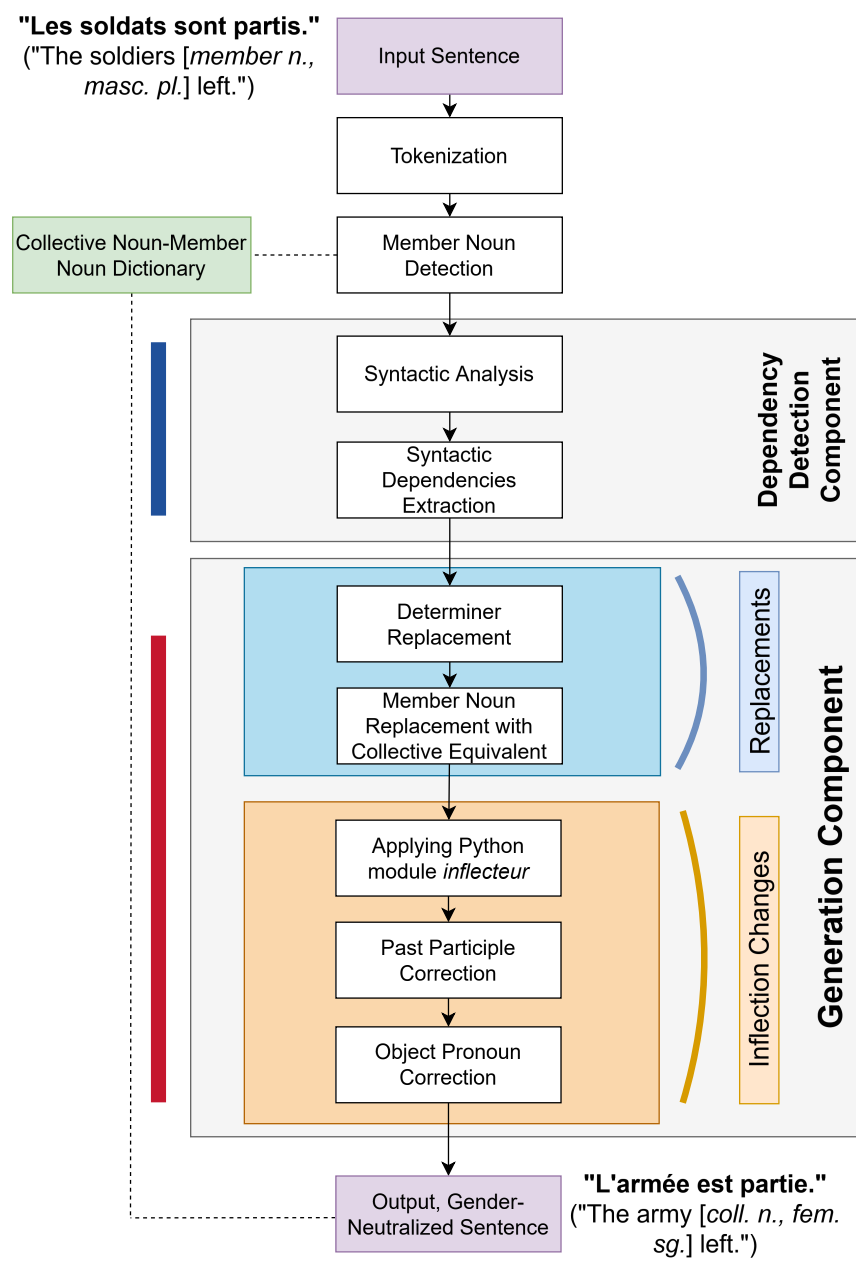 "Les soldats sont partis."
("The soldiers [member n.,
masc. pl.] left.")
Input Sentence
Tokenization
Collective Noun-Member
Noun Dictionary
Member Noun
Detection
Syntactic Analysis
Syntactic
Dependencies
Extraction
Dependency
Detection
Component
Determiner
Replacement
Member Noun
Replacement with
Collective Equivalent
Replacements
Generation Component
Applying Python
module inflecteur
Past Participle
Correction
Object Pronoun
Correction
Inflection Changes
Output, Gender-
Neutralized Sentence
"L'armée est partie."
("The army [coll. n., fem.
sg.] left.")